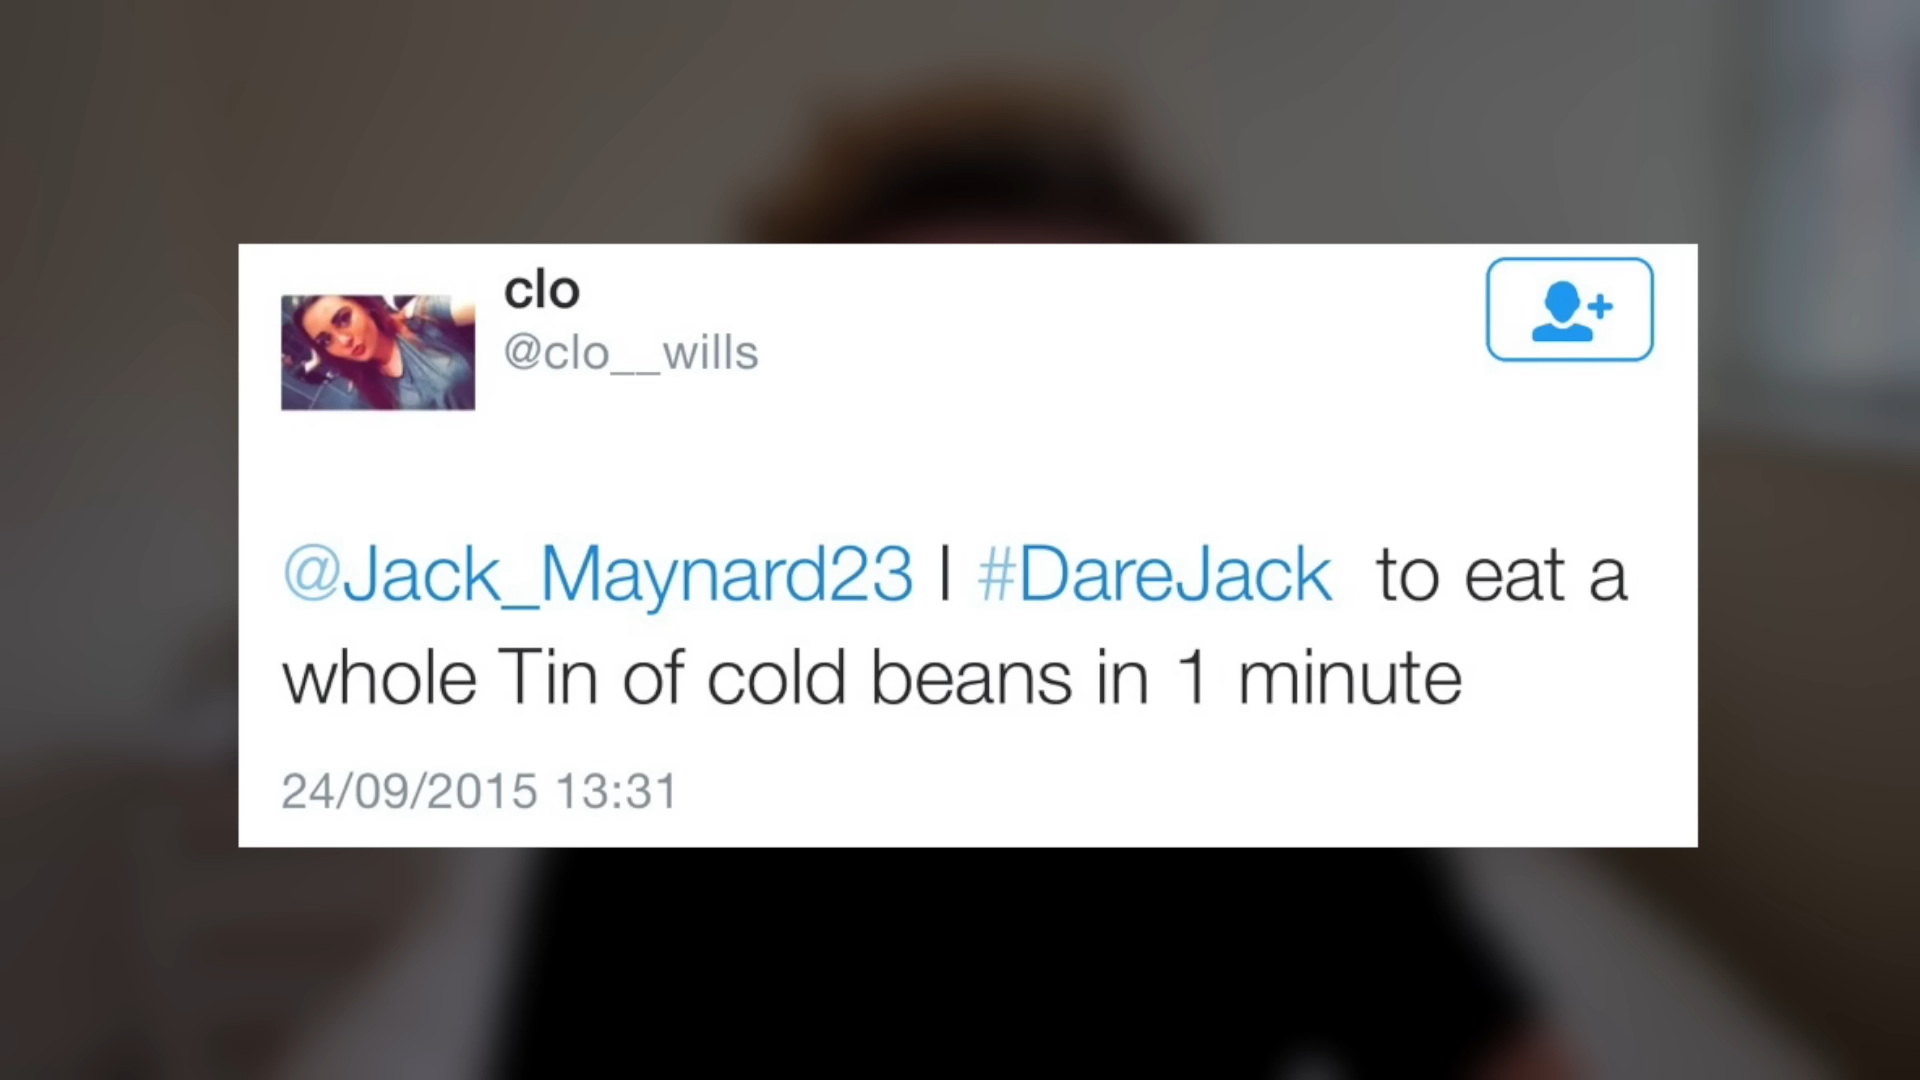 clo
@clo__wills
@Jack_Maynard23 I #DareJack to eat a
whole Tin of cold beans in 1 minute
24/09/2015 13:31